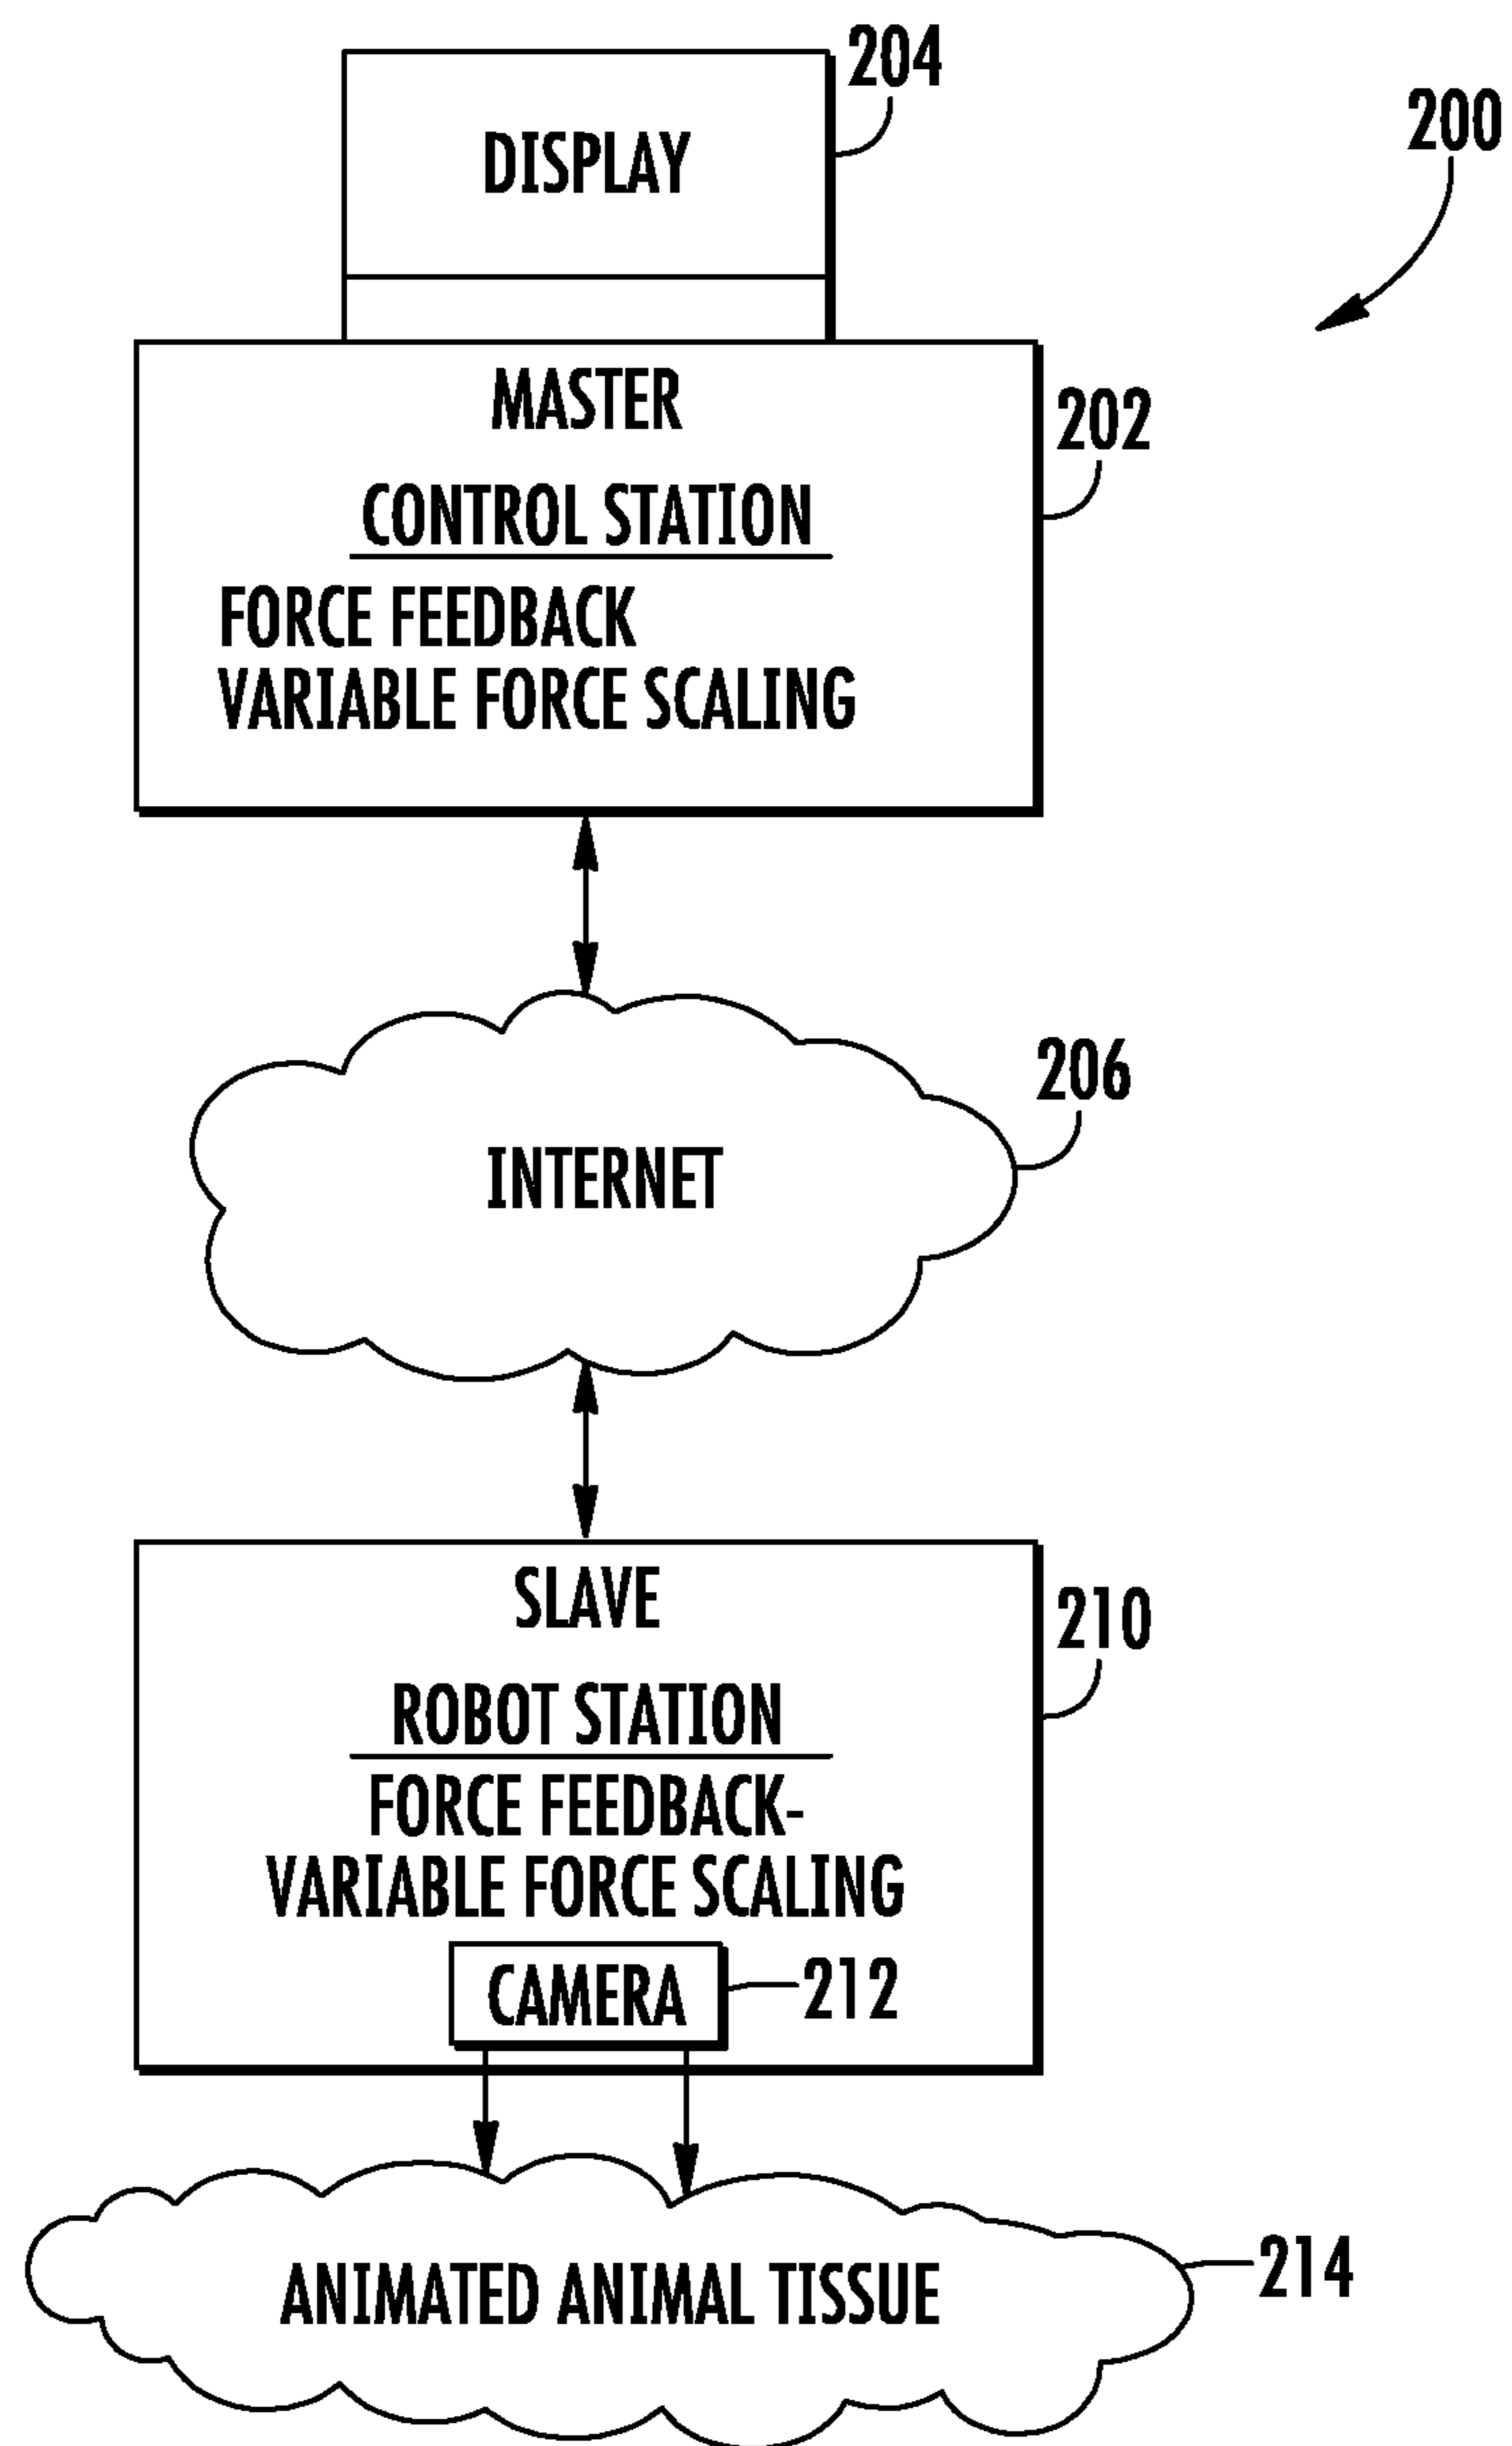 204
200
DISPLAY
MASTER
202
CONTROL STATION
FORCE FEEDBACK
VARIABLE FORCE SCALING
206
INTERNET
SLAVE
210
ROBOT STATION
FORCE FEEDBACK-
VARIABLE FORCE SCALING
CAMERA
212
ANIMATED ANIMAL TISSUE
214